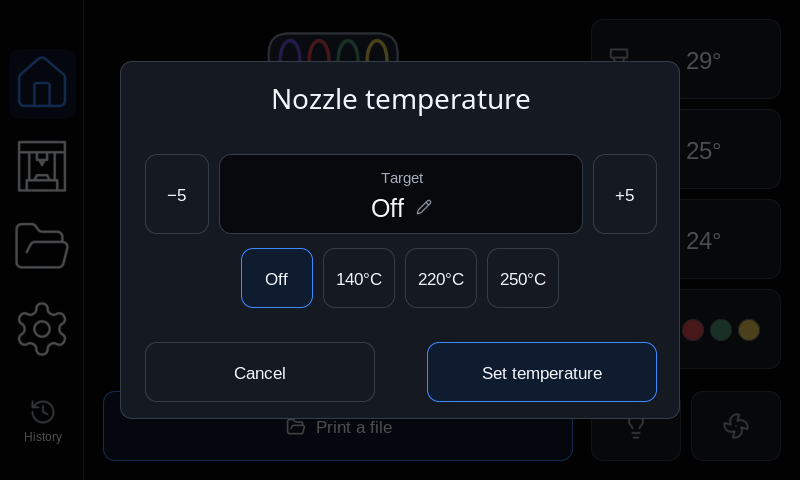 Nozzle temperature
29°
25°
24°
−5
Target
Off
+5
Off
140°C
220°C
250°C
Cancel
Set temperature
Print a file
History